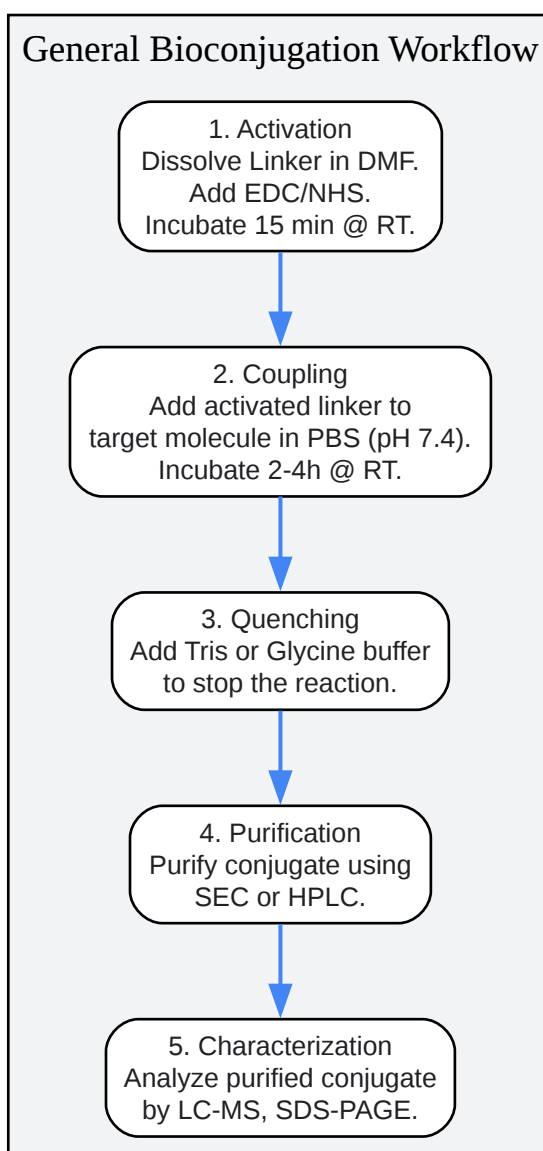 General Bioconjugation Workflow
1. Activation
Dissolve Linker in DMF.
Add EDC/NHS.
Incubate 15 min @ RT.
2. Coupling
Add activated linker to
target molecule in PBS (pH 7.4).
Incubate 2-4h @ RT.
3. Quenching
Add Tris or Glycine buffer
to stop the reaction.
4. Purification
Purify conjugate using
SEC or HPLC.
5. Characterization
Analyze purified conjugate
by LC-MS, SDS-PAGE.